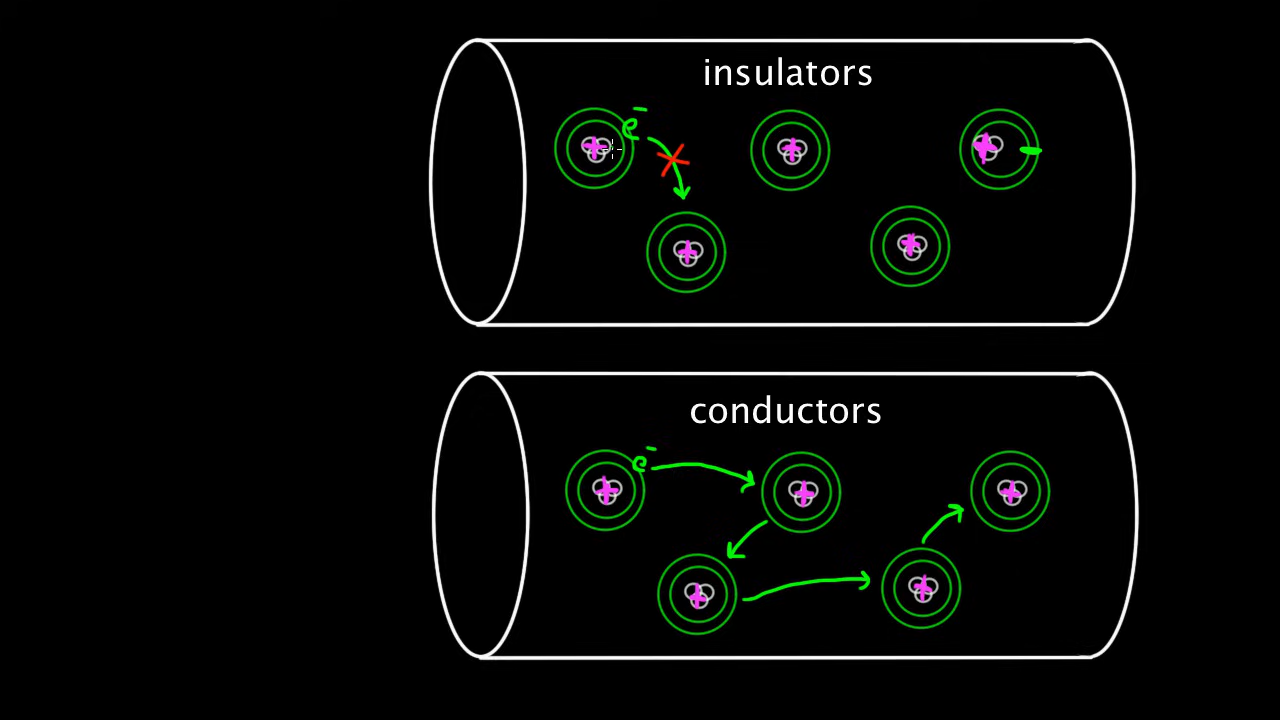 insulators
e⁻
conductors
e⁻